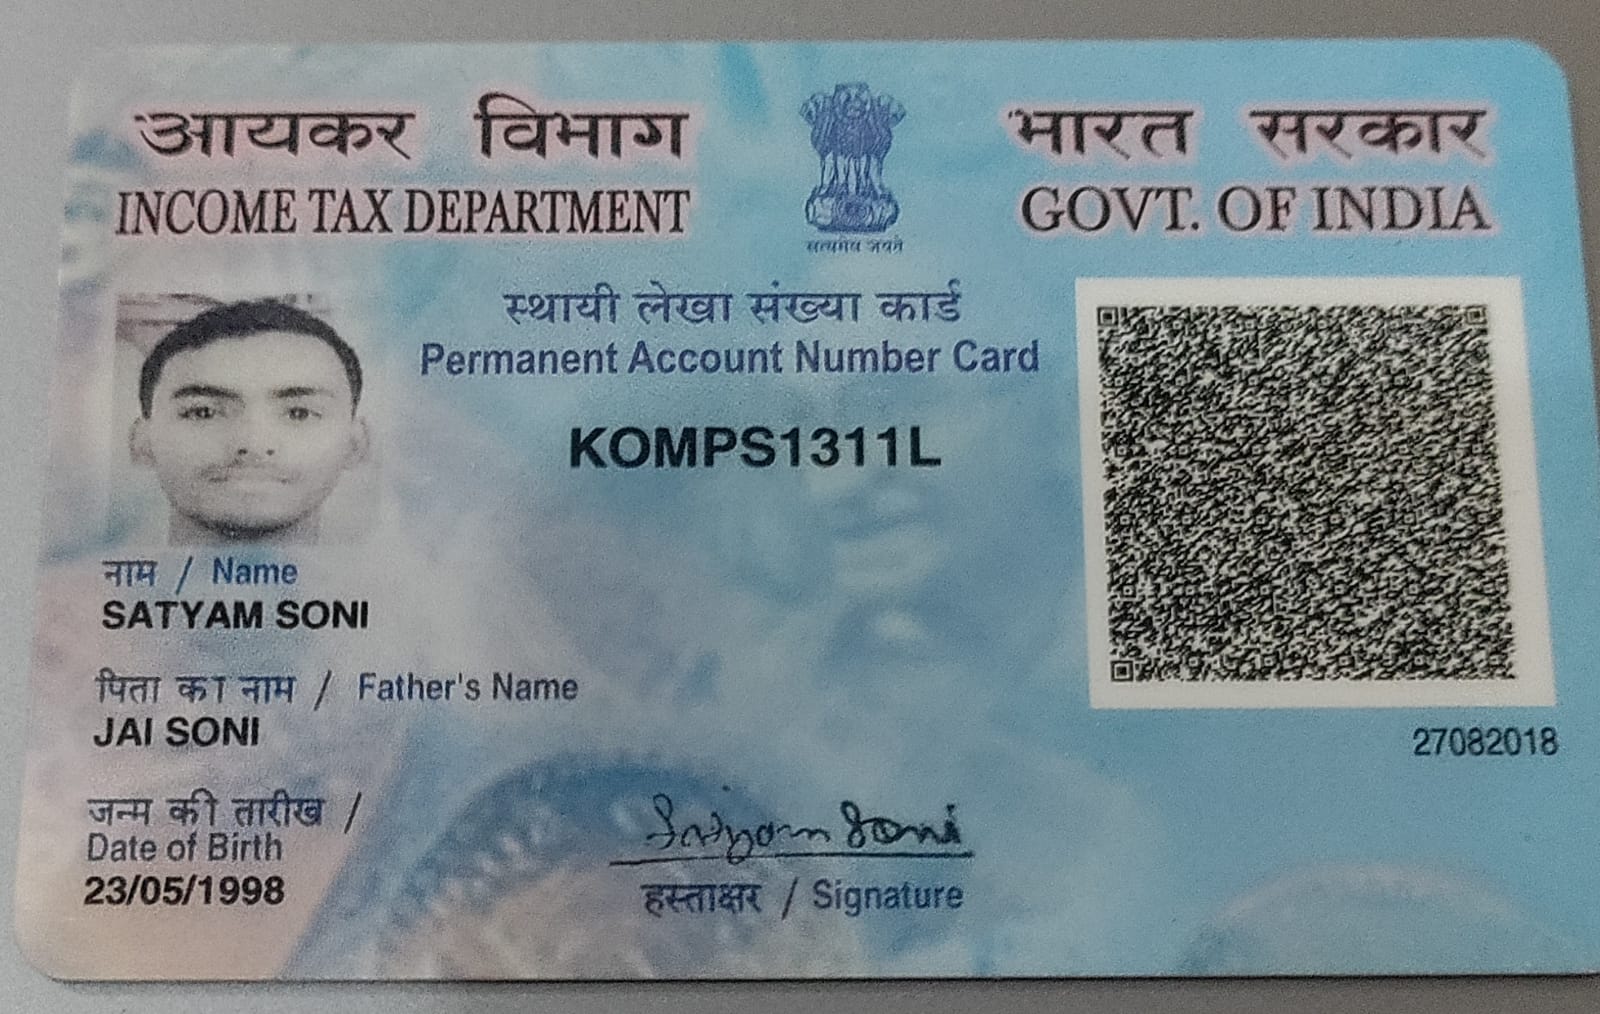 आयकर विभाग
INCOME TAX DEPARTMENT
सत्यमेव जयते
भारत सरकार
GOVT. OF INDIA
स्थायी लेखा संख्या कार्ड
Permanent Account Number Card
KOMPS1311L
नाम / Name
SATYAM SONI
पिता का नाम / Father's Name
JAI SONI
27082018
जन्म की तारीख /
Date of Birth
23/05/1998
Satyam Soni
हस्ताक्षर / Signature